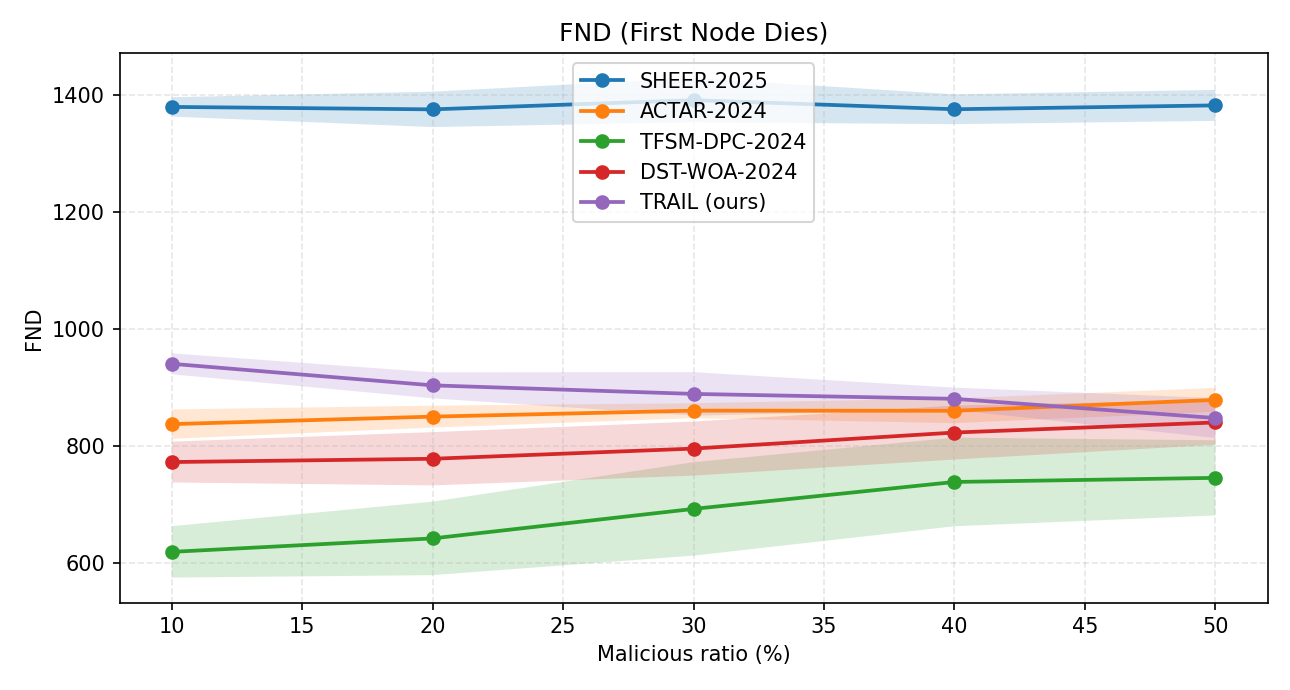 FND (First Node Dies)
SHEER-2025
ACTAR-2024
TFSM-DPC-2024
DST-WOA-2024
TRAIL (ours)
FND
1400
1200
1000
800
600
10 15 20 25 30 35 40 45 50
Malicious ratio (%)